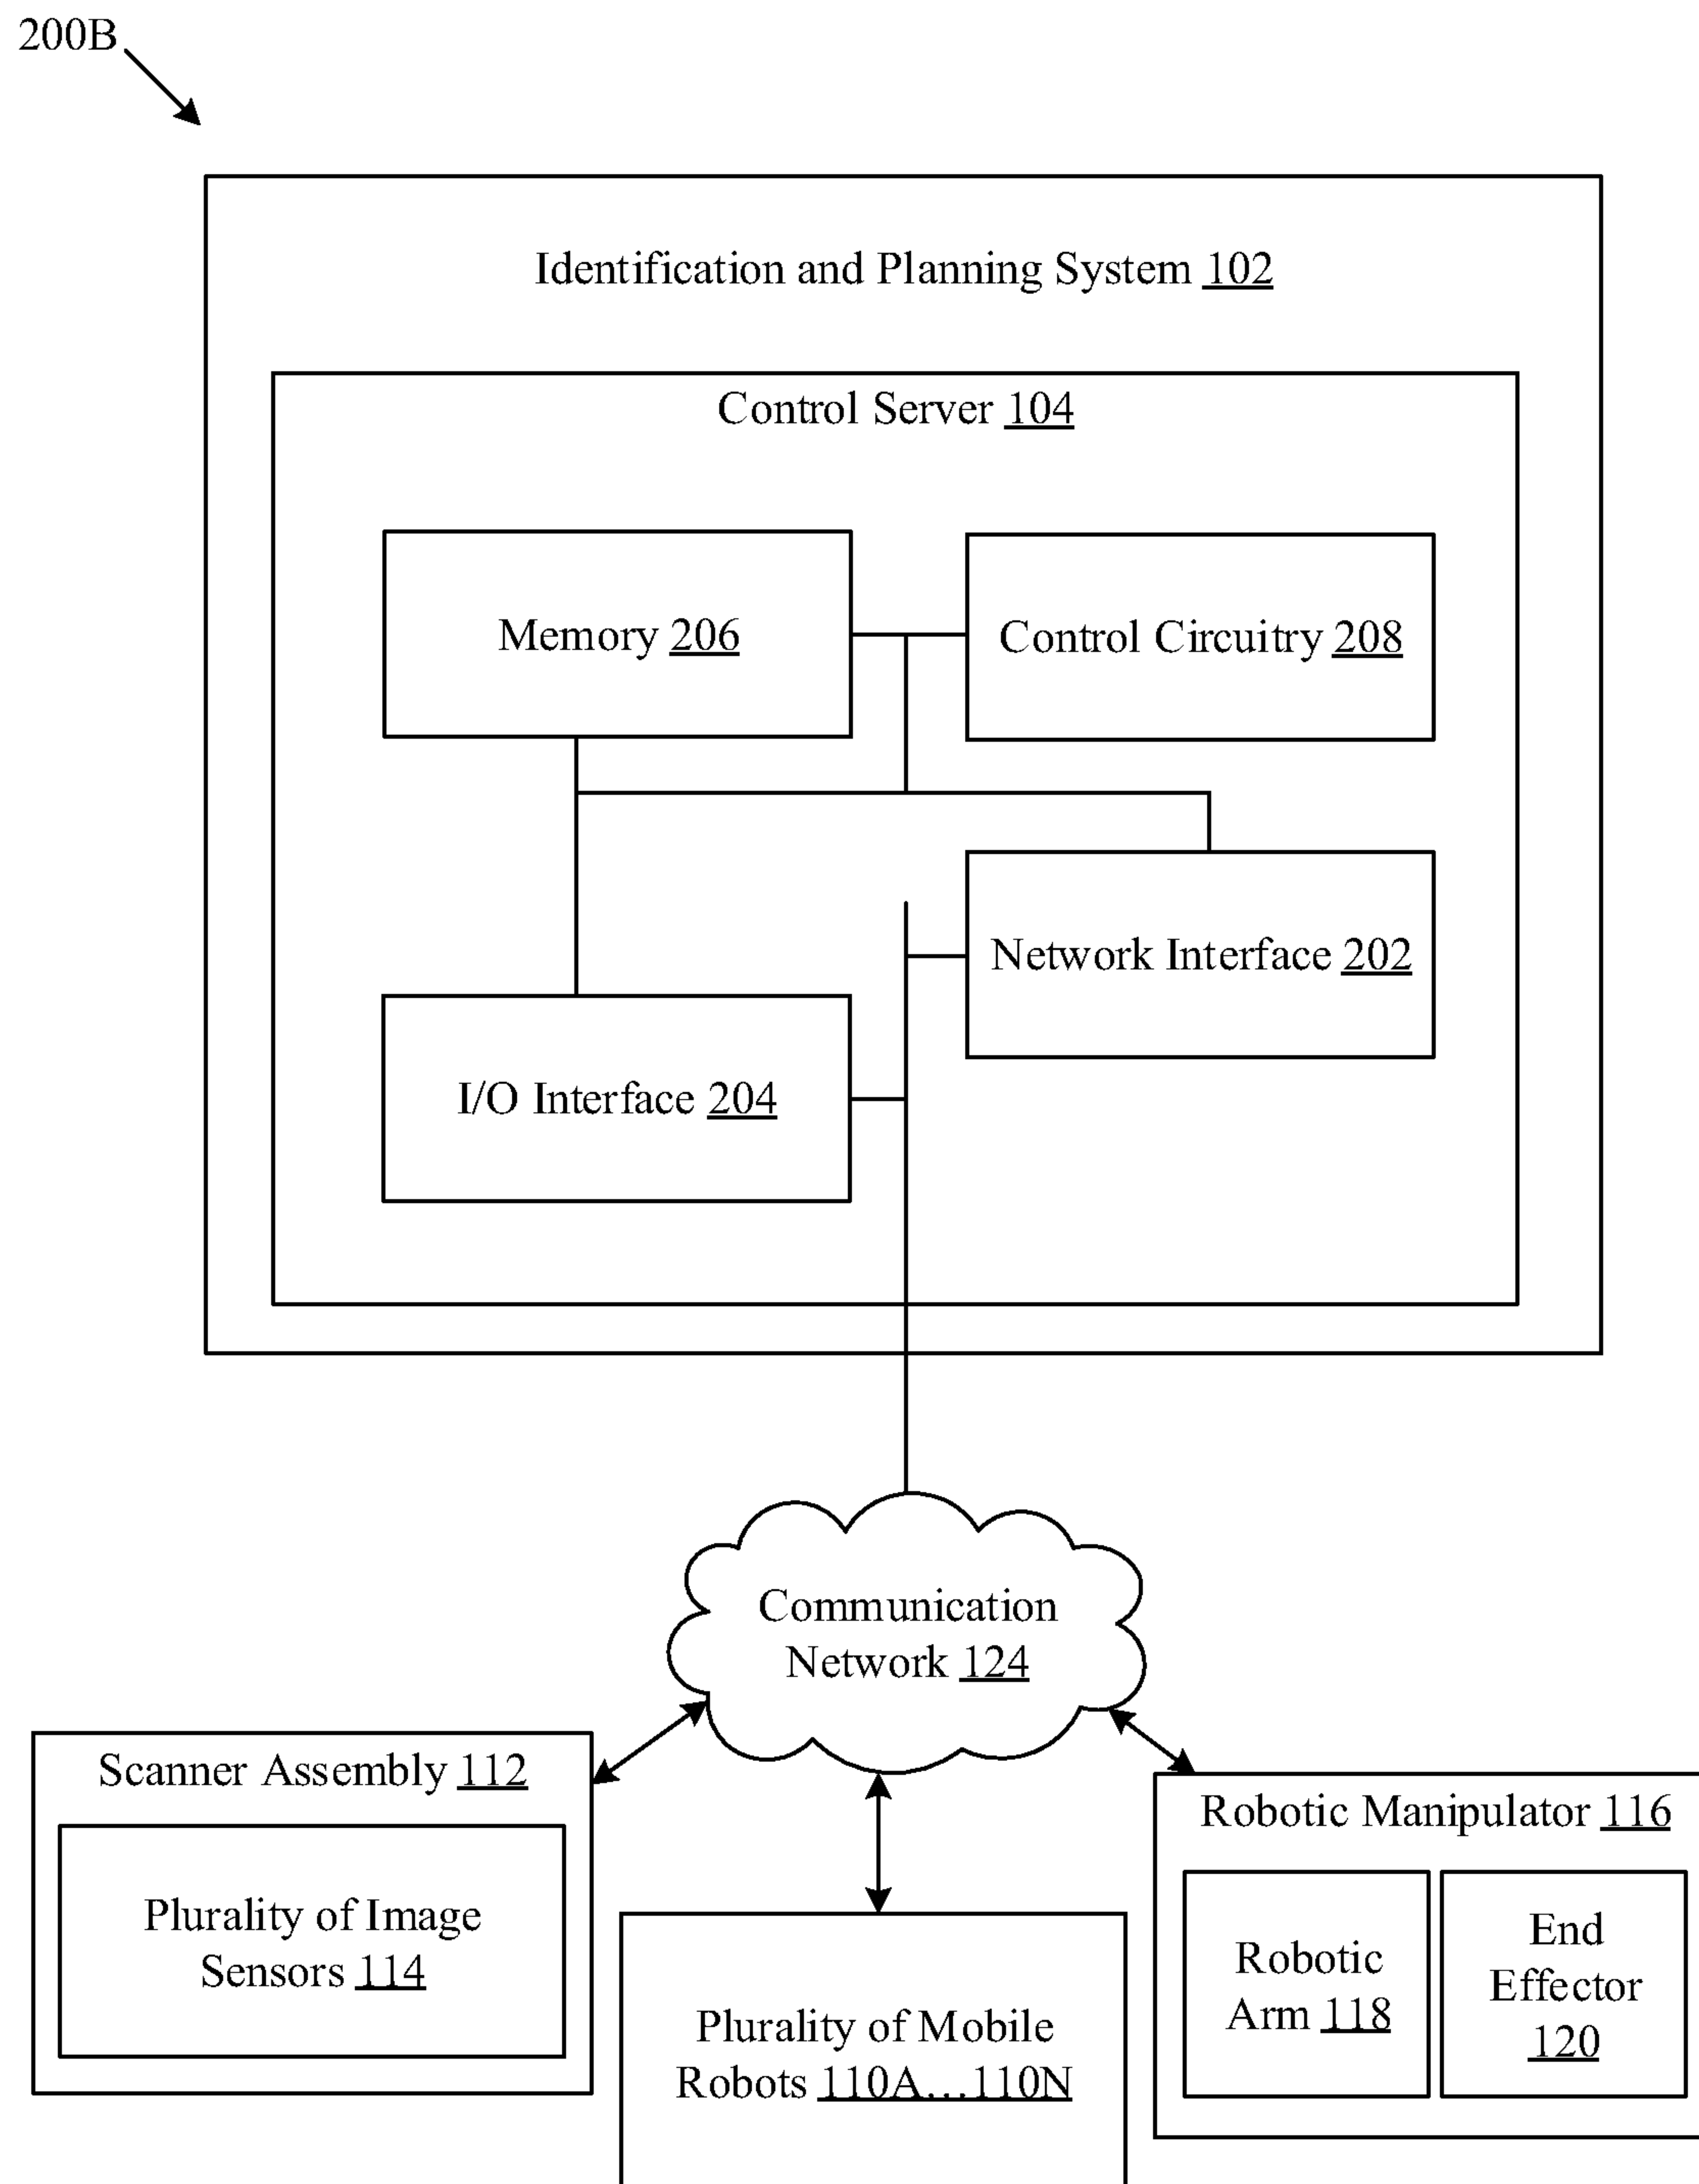 200B
Identification and Planning System 102
Control Server 104
Memory 206
Control Circuitry 208
Network Interface 202
I/O Interface 204
Communication
Network 124
Scanner Assembly 112
Plurality of Image
Sensors 114
Plurality of Mobile
Robots 110A…110N
Robotic Manipulator 116
Robotic
Arm 118
End
Effector
120